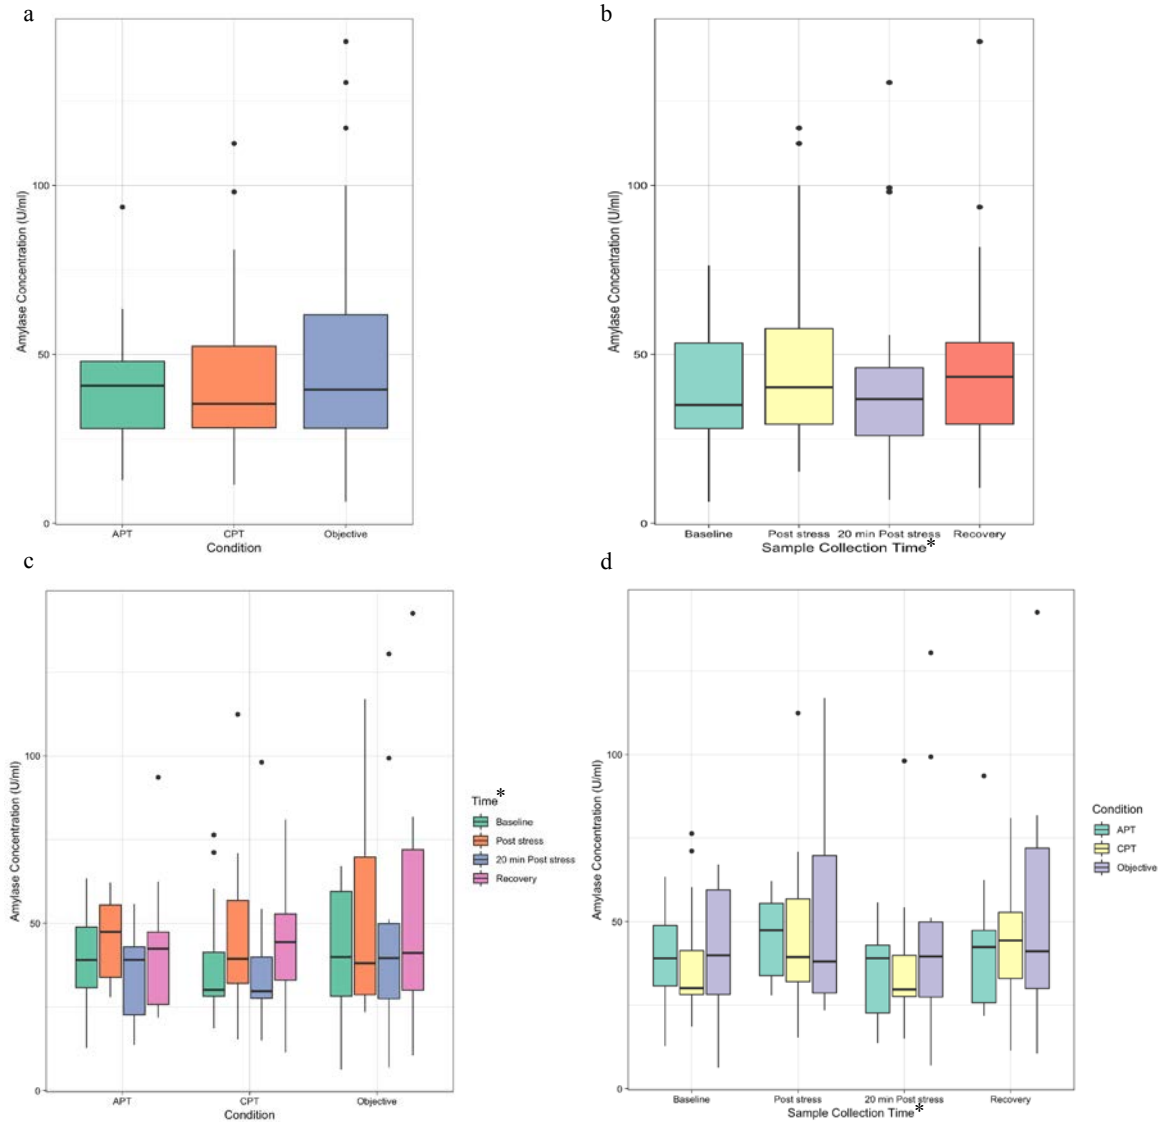 a
Amylase Concentration (U/ml)
100
50
0
APT CPT Objective
Condition
b
Amylase Concentration (U/ml)
100
50
0
Baseline Post stress 20 min Post stress Recovery
Sample Collection Time*
c
Amylase Concentration (U/ml)
100
50
0
APT CPT Objective
Condition
Time*
Baseline
Post stress
20 min Post stress
Recovery
d
Amylase Concentration (U/ml)
100
50
0
Baseline Post stress 20 min Post stress Recovery
Sample Collection Time*
Condition
APT
CPT
Objective